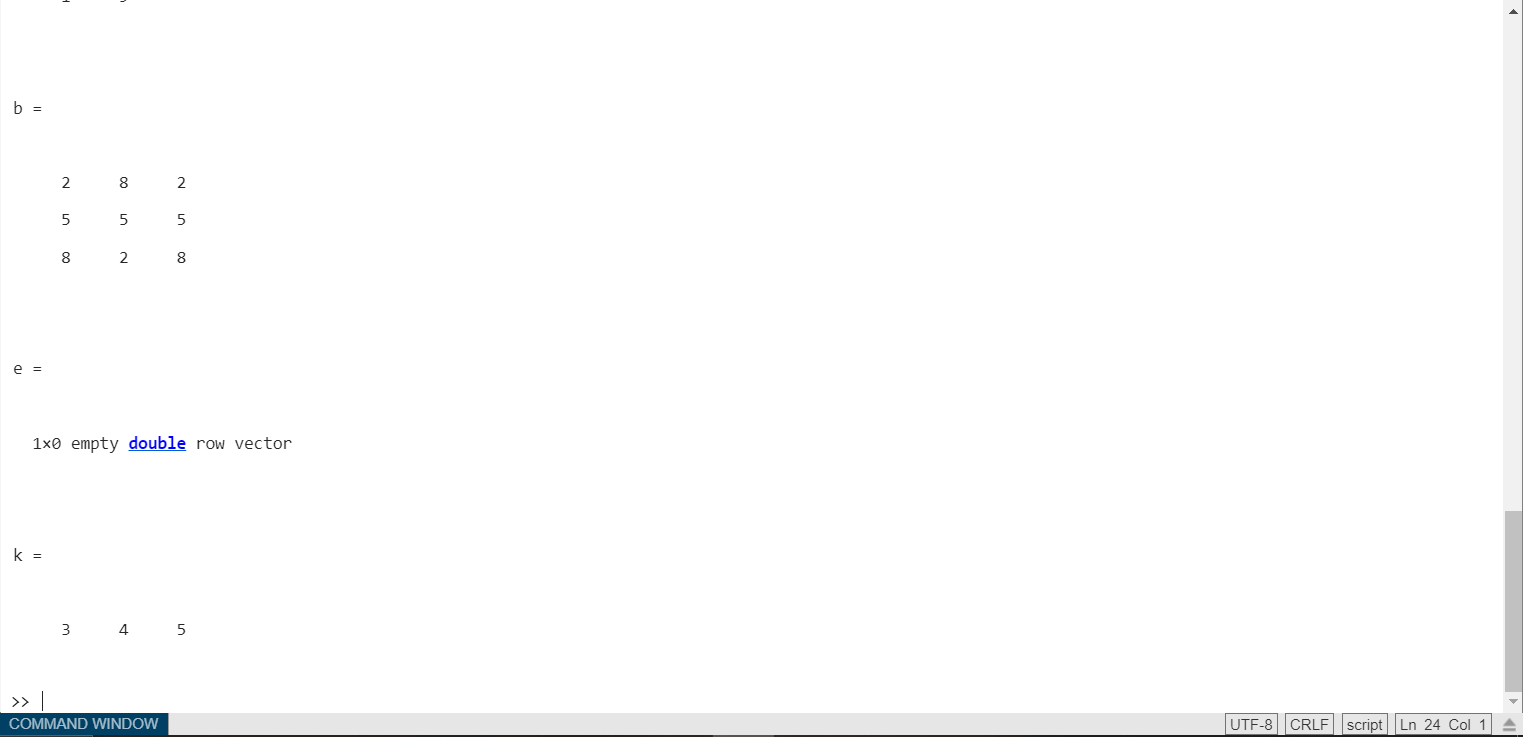 b =
2 8 2
5 5 5
8 2 8
e =
1×0 empty double row vector
k =
3 4 5
>>
COMMAND WINDOW
UTF-8 CRLF script Ln 24 Col 1